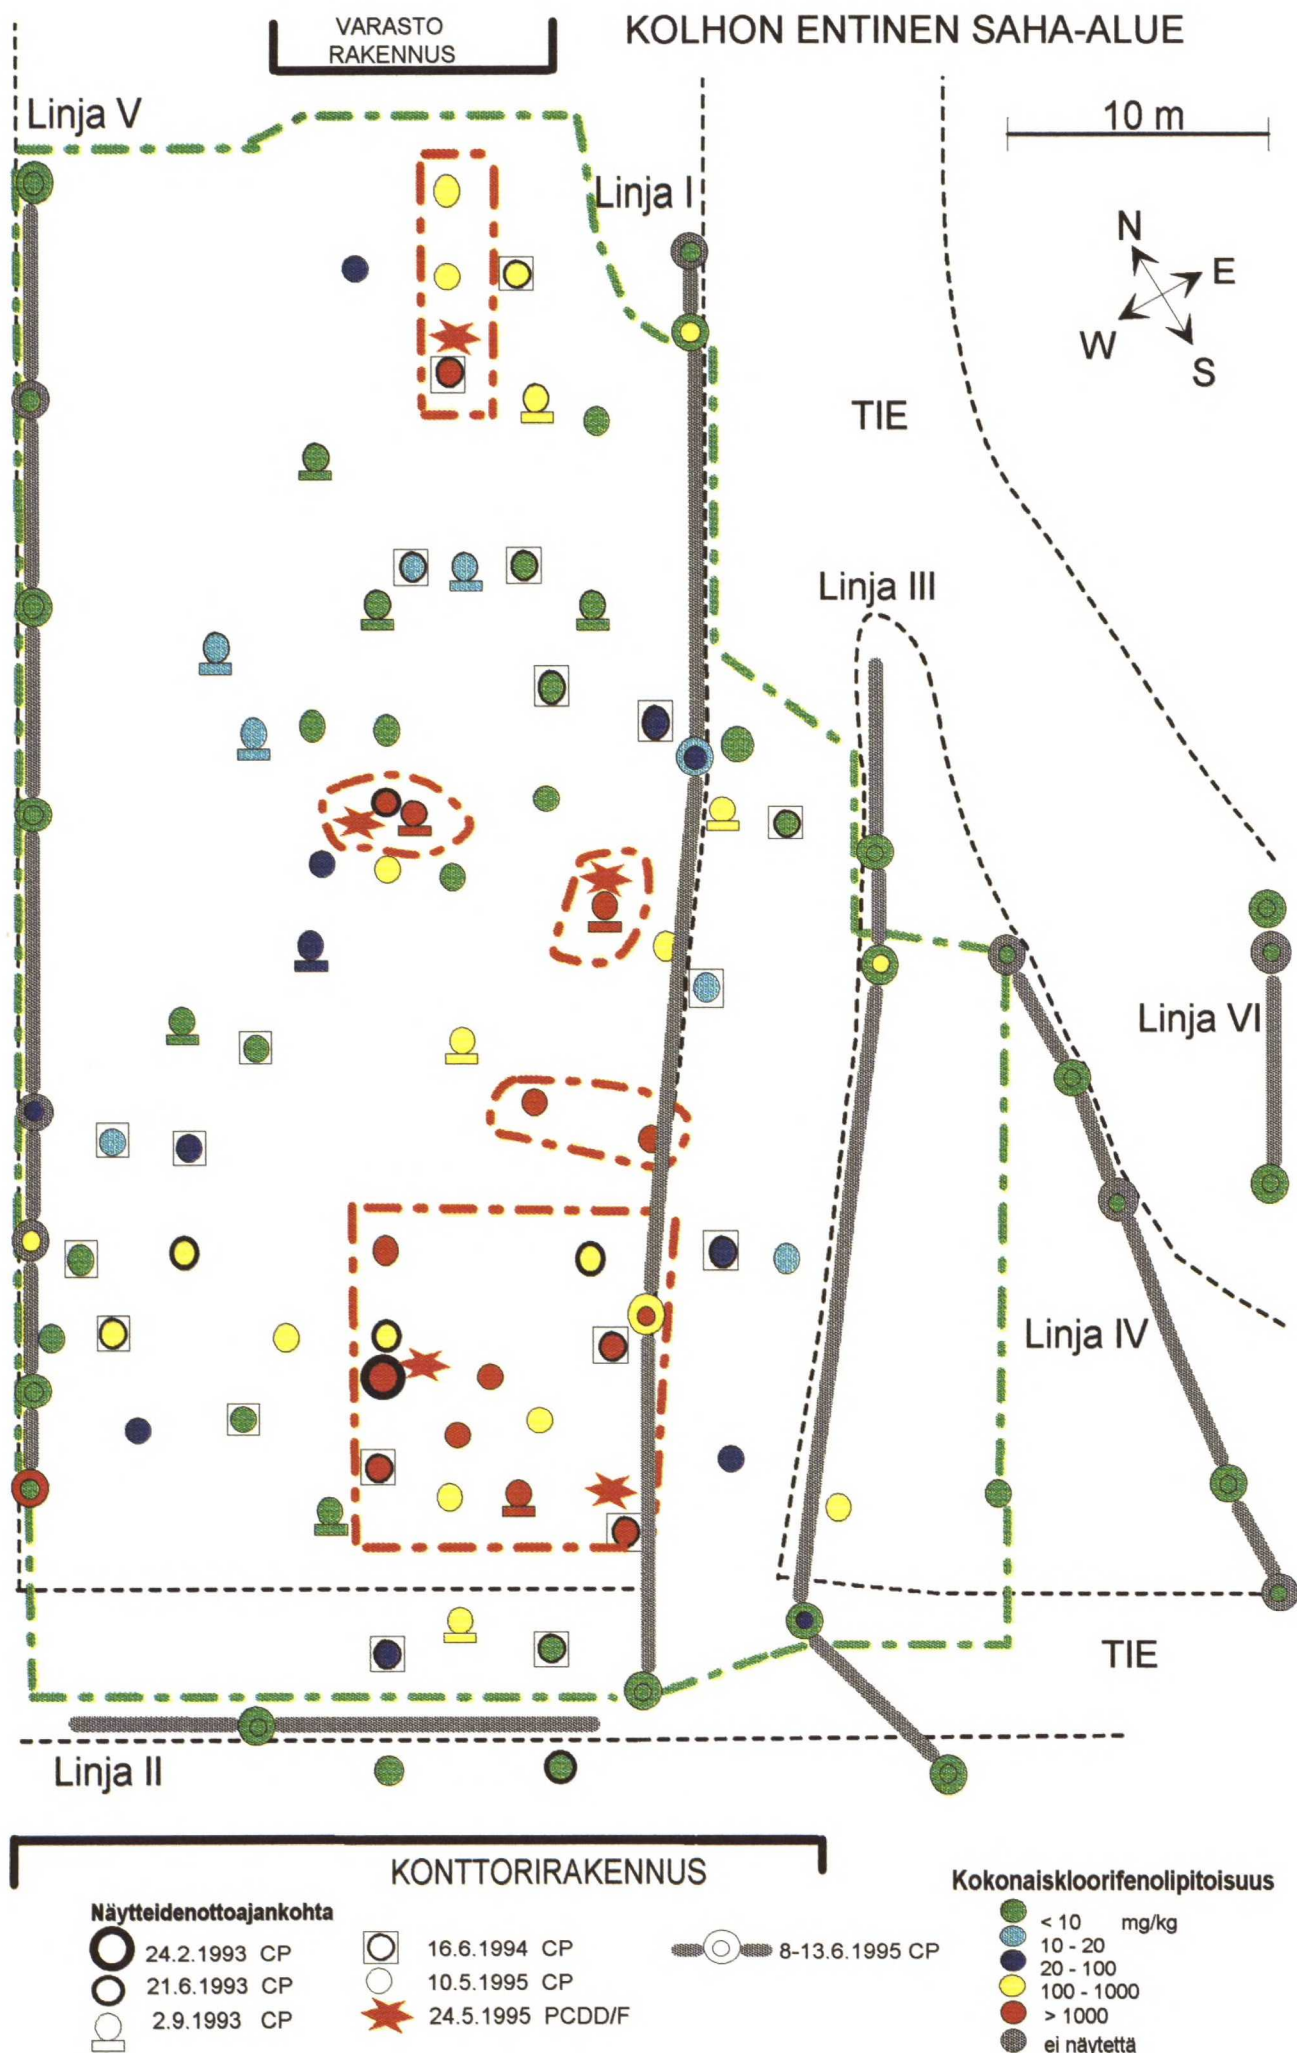 VARASTO
RAKENNUS
KOLHON ENTINEN SAHA-ALUE
Linja V
10 m
Linja I
N
E
W
S
TIE
Linja III
Linja VI
Linja IV
TIE
Linja II
KONTTORIRAKENNUS
Näytteidenottoajankohta
24.2.1993 CP
21.6.1993 CP
2.9.1993 CP
16.6.1994 CP
10.5.1995 CP
24.5.1995 PCDD/F
8-13.6.1995 CP
Kokonaiskloorifenolipitoisuus
< 10 mg/kg
10 - 20
20 - 100
100 - 1000
> 1000
ei näytettä